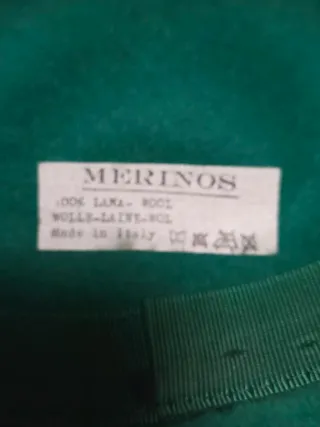 MERINOS
100% LANA- WOOL
WOLLE-LAINE-WOL
Made in Italy